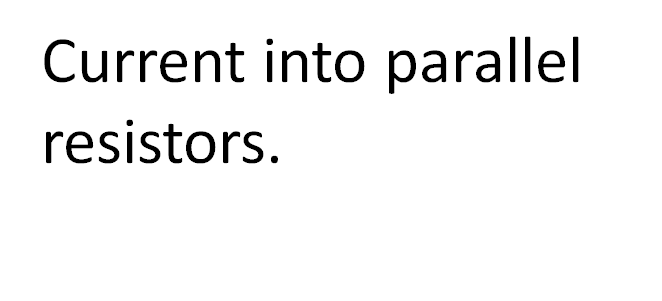 Current into parallel
resistors.